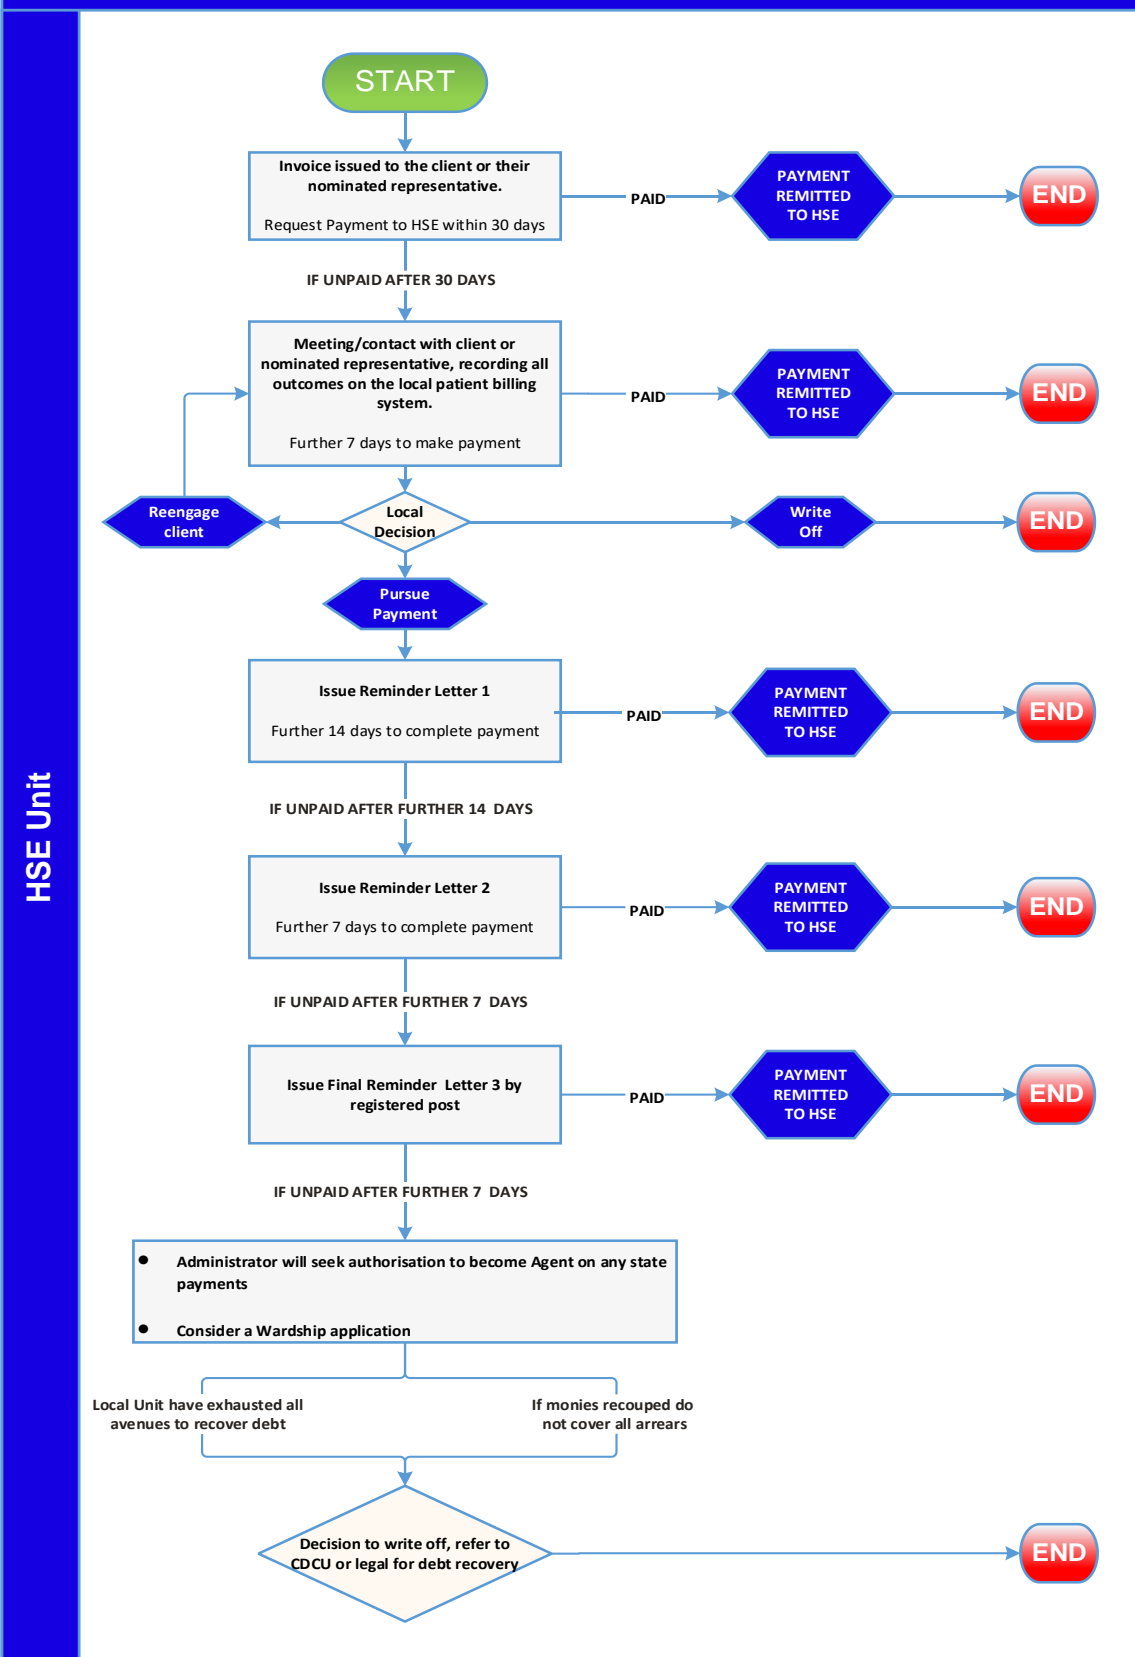 START
Invoice issued to the client or their
nominated representative.
Request Payment to HSE within 30 days
PAID
PAYMENT
REMITTED
TO HSE
END
IF UNPAID AFTER 30 DAYS
Meeting/contact with client or
nominated representative, recording all
outcomes on the local patient billing
system.
Further 7 days to make payment
PAID
PAYMENT
REMITTED
TO HSE
END
Reengage
client
Local
Decision
Write
Off
END
Pursue
Payment
Issue Reminder Letter 1
Further 14 days to complete payment
PAID
PAYMENT
REMITTED
TO HSE
END
IF UNPAID AFTER FURTHER 14 DAYS
HSE Unit
Issue Reminder Letter 2
Further 7 days to complete payment
PAID
PAYMENT
REMITTED
TO HSE
END
IF UNPAID AFTER FURTHER 7 DAYS
Issue Final Reminder Letter 3 by
registered post
PAID
PAYMENT
REMITTED
TO HSE
END
IF UNPAID AFTER FURTHER 7 DAYS
● Administrator will seek authorisation to become Agent on any state
payments
● Consider a Wardship application
Local Unit have exhausted all
avenues to recover debt
If monies recouped do
not cover all arrears
Decision to write off, refer to
CDCU or legal for debt recovery
END